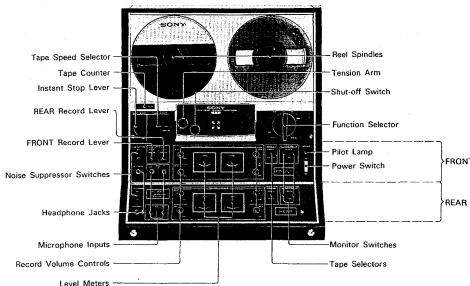 SONY
Tape Speed Selector
Tape Counter
Instant Stop Lever
REAR Record Lever
FRONT Record Lever
Noise Suppressor Switches
Headphone Jacks
Microphone Inputs
Record Volume Controls
Level Meters
SONY
Reel Spindles
Tension Arm
Shut-off Switch
Function Selector
Pilot Lamp
Power Switch
FRON
REAR
Monitor Switches
Tape Selectors